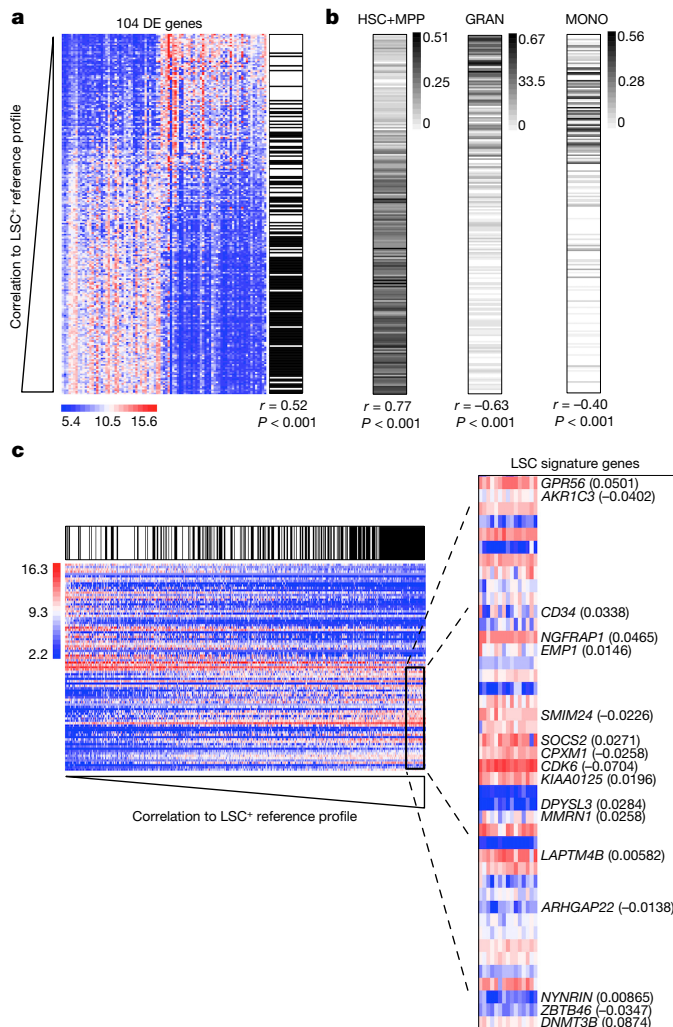 a
104 DE genes
Correlation to LSC⁺ reference profile
5.4 10.5 15.6
r = 0.52
P < 0.001
b
HSC+MPP GRAN MONO
0.51
0.25
0
0.67
33.5
0
0.56
0.28
0
r = 0.77
P < 0.001
r = –0.63
P < 0.001
r = –0.40
P < 0.001
c
16.3
9.3
2.2
Correlation to LSC⁺ reference profile
LSC signature genes
GPR56 (0.0501)
AKR1C3 (–0.0402)
CD34 (0.0338)
NGFRAP1 (0.0465)
EMP1 (0.0146)
SMIM24 (–0.0226)
SOCS2 (0.0271)
CPXM1 (–0.0258)
CDK6 (–0.0704)
KIAA0125 (0.0196)
DPYSL3 (0.0284)
MMRN1 (0.0258)
LAPTM4B (0.00582)
ARHGAP22 (–0.0138)
NYNRIN (0.00865)
ZBTB46 (–0.0347)
DNMT3B (0.0874)